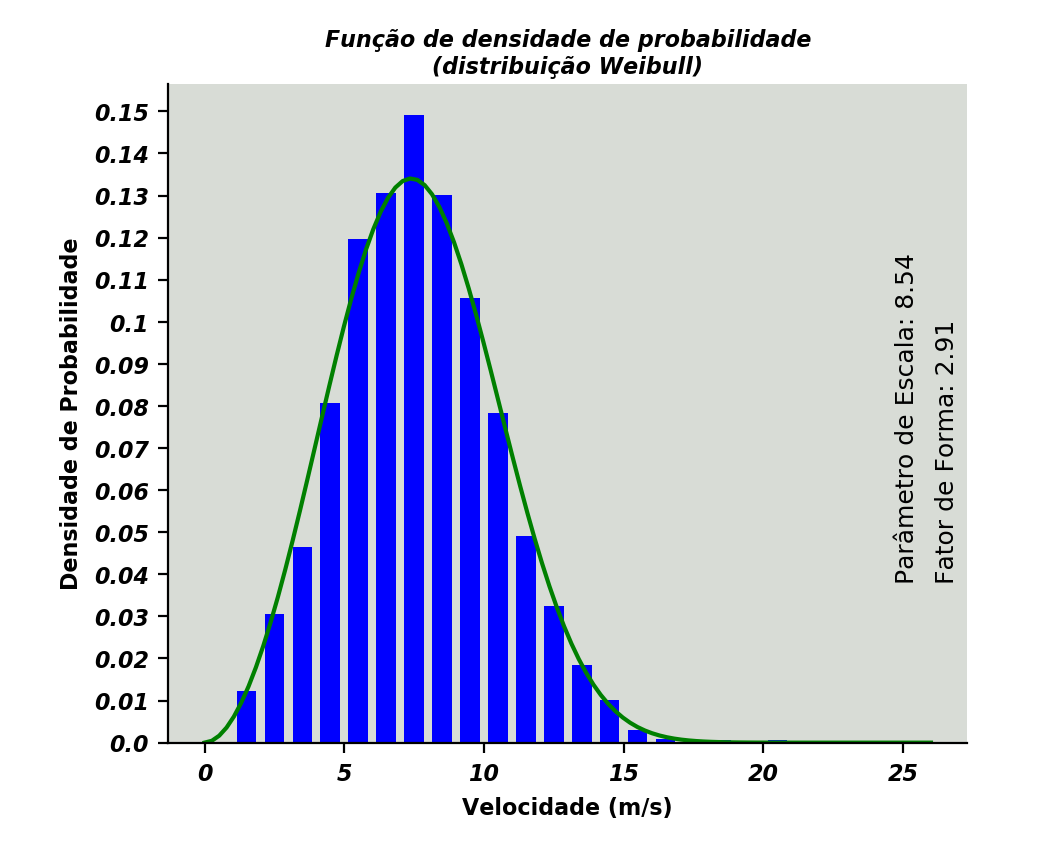 Função de densidade de probabilidade
(distribuição Weibull)
Densidade de Probabilidade
0.15
0.14
0.13
0.12
0.11
0.1
0.09
0.08
0.07
0.06
0.05
0.04
0.03
0.02
0.01
0.0
Parâmetro de Escala: 8.54
Fator de Forma: 2.91
0 5 10 15 20 25
Velocidade (m/s)